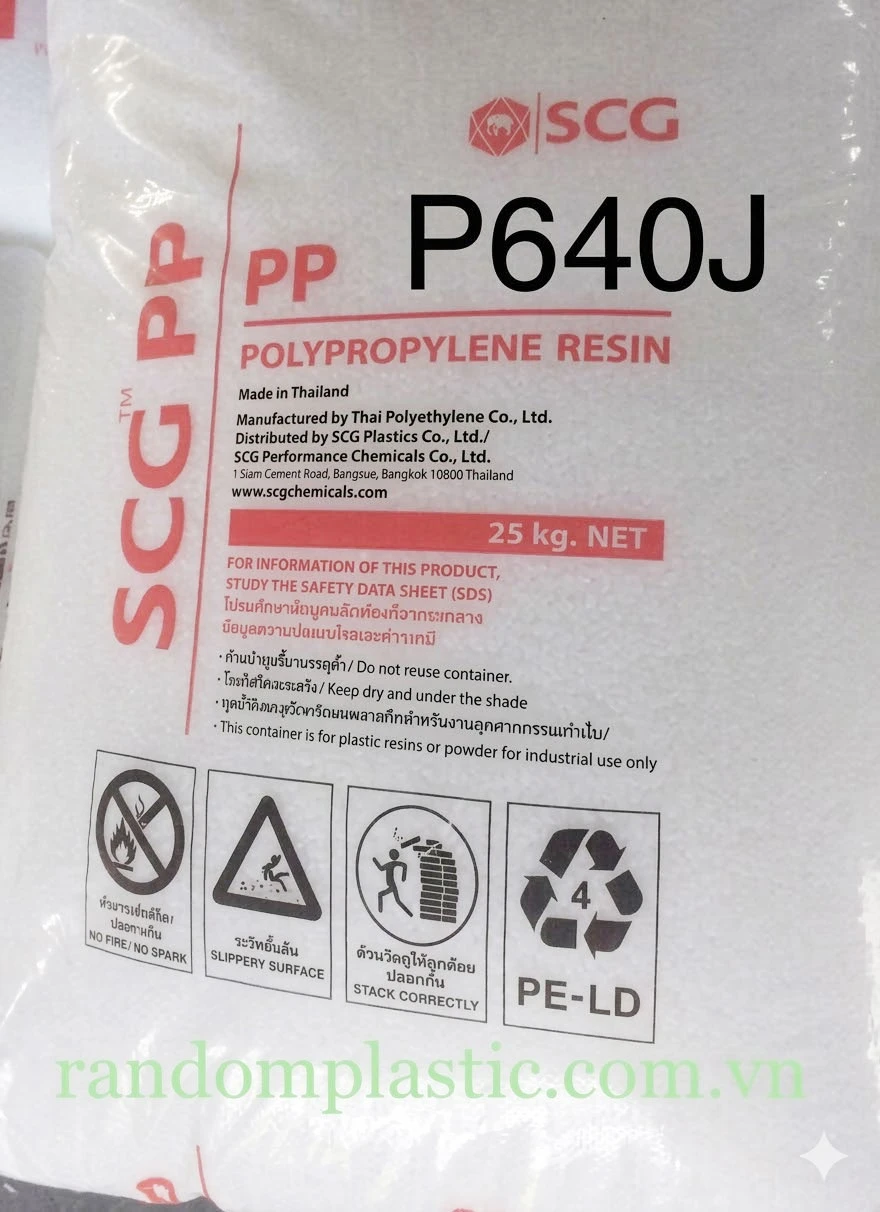 SCG
P640J
SCG™ PP
PP
POLYPROPYLENE RESIN
Made in Thailand
Manufactured by Thai Polyethylene Co., Ltd.
Distributed by SCG Plastics Co., Ltd./
SCG Performance Chemicals Co., Ltd.
1 Siam Cement Road, Bangsue, Bangkok 10800 Thailand
www.scgchemicals.com
25 kg. NET
FOR INFORMATION OF THIS PRODUCT,
STUDY THE SAFETY DATA SHEET (SDS)
/ Do not reuse container.
/ Keep dry and under the shade
· This container is for plastic resins or powder for industrial use only
NO FIRE/ NO SPARK
SLIPPERY SURFACE
STACK CORRECTLY
4
PE-LD
randomplastic.com.vn